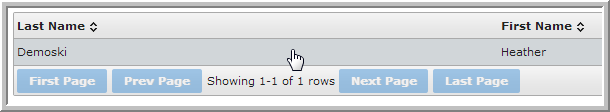 Last Name First Name
Demoski Heather
First Page Prev Page Showing 1-1 of 1 rows Next Page Last Page